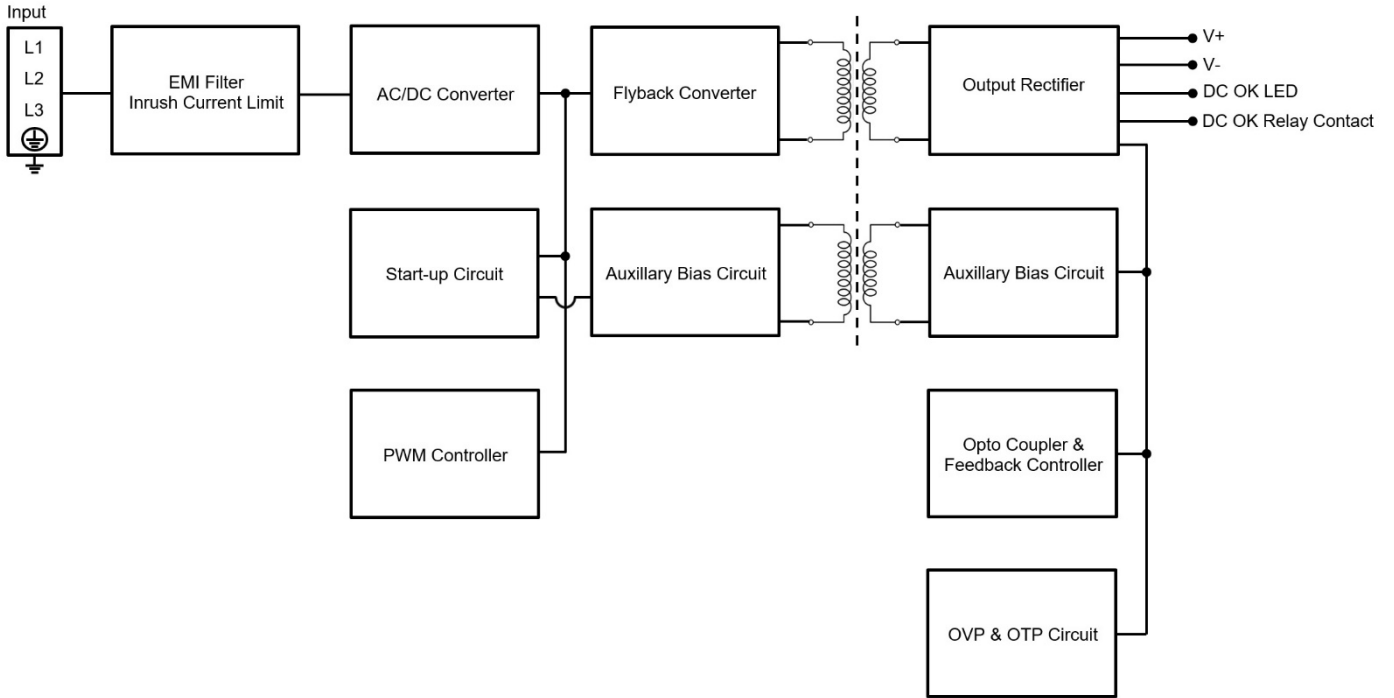 Input
L1
L2
L3
EMI Filter
Inrush Current Limit
AC/DC Converter
Flyback Converter
Output Rectifier
V+
V-
DC OK LED
DC OK Relay Contact
Start-up Circuit
Auxillary Bias Circuit
Auxillary Bias Circuit
PWM Controller
Opto Coupler &
Feedback Controller
OVP & OTP Circuit